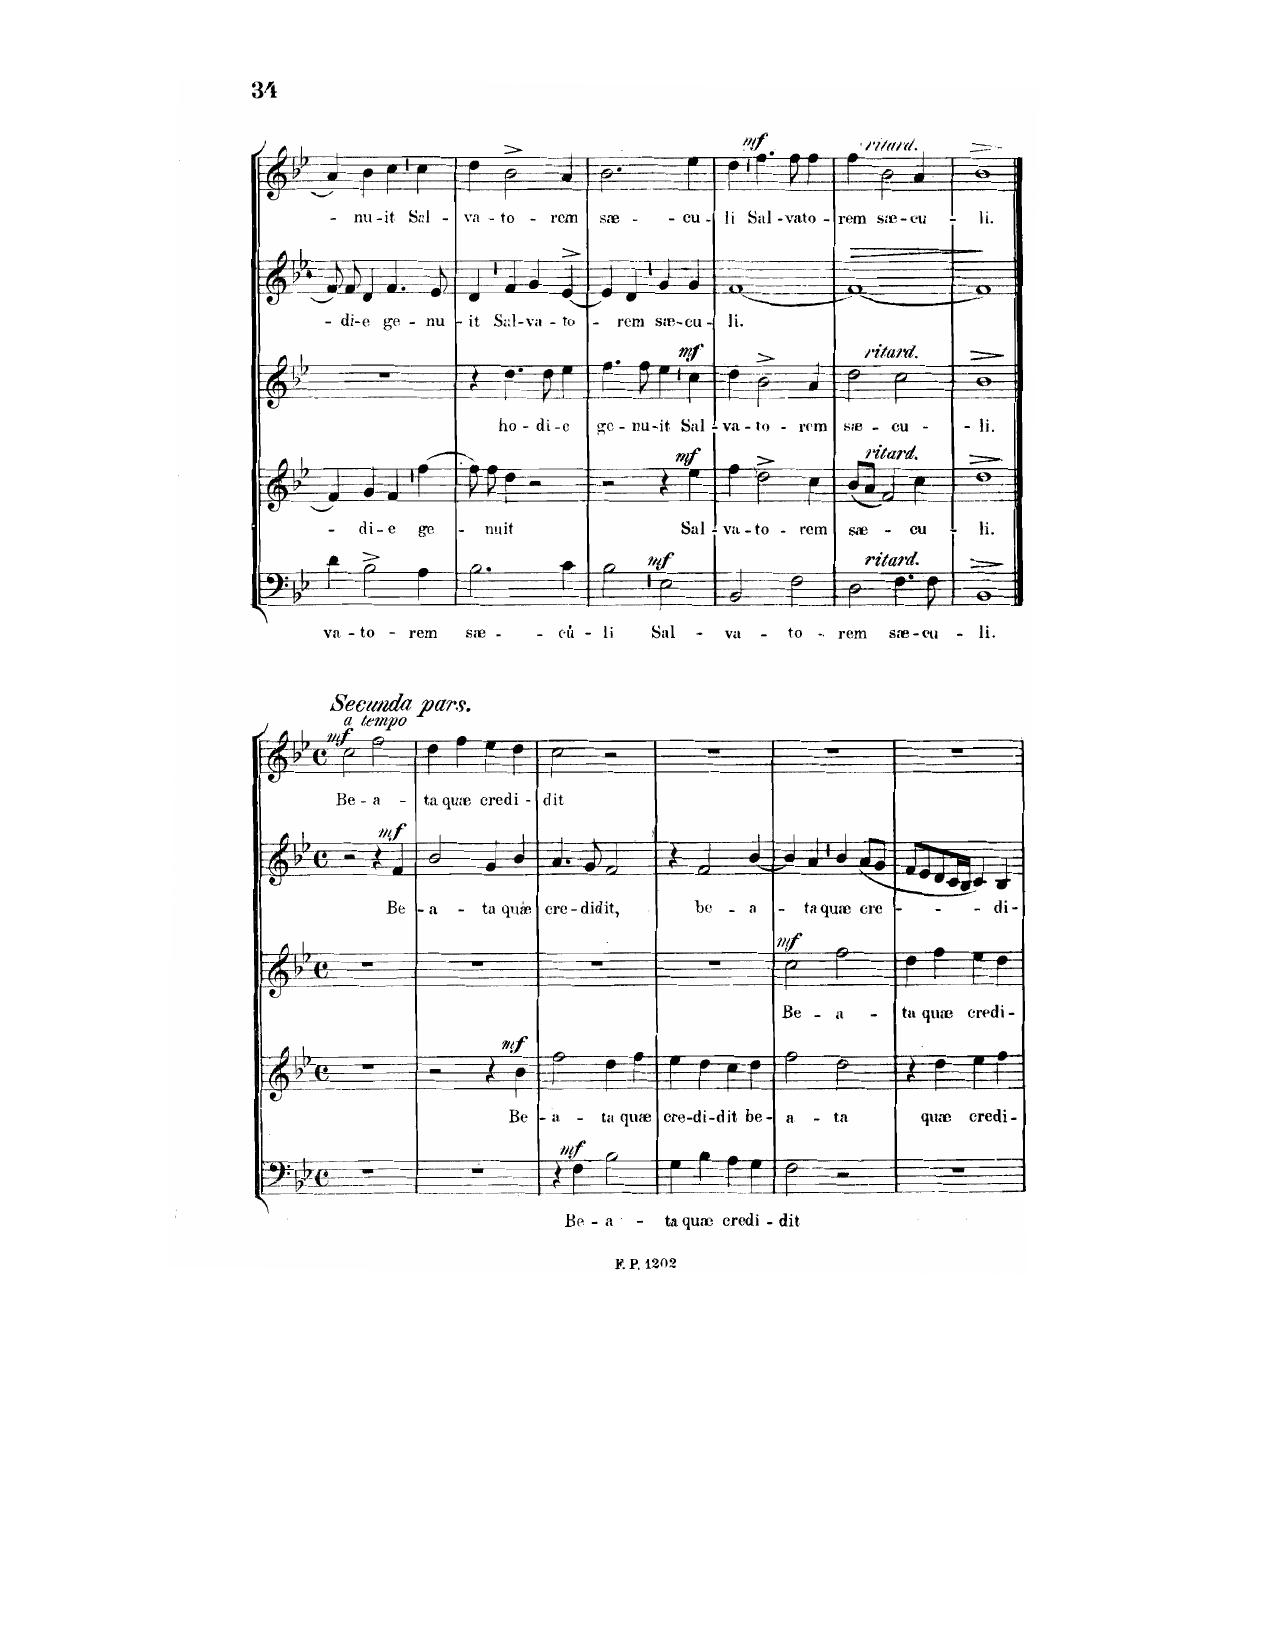 34
mf ritard.
- nu-it Sal - va - to - rem sæ - - cu - li Sal - vato - rem sæ - cu - li.
- di-e ge - nu - it Sal-va - to - rem sæ-cu - li.
mf ritard.
ho - di - e ge - nu-it Sal - va - to - rem sæ - cu - - li.
mf ritard.
- di - e ge - nuit Sal - va - to - rem sæ - cu - li.
mf ritard.
va - to - rem sæ - - cú - li Sal - va - to - rem sæ - cu - li.
Secunda pars.
a tempo
mf
Be - a - ta quæ credi - dit
mf
Be - a - ta quæ cre - didit, be - a - ta quæ cre - - - di -
mf
Be - a - ta quæ credi -
mf
Be - a - ta quæ cre-di-dit be - a - ta quæ credi -
mf
Be - a - ta quæ credi - dit
F. P. 1202